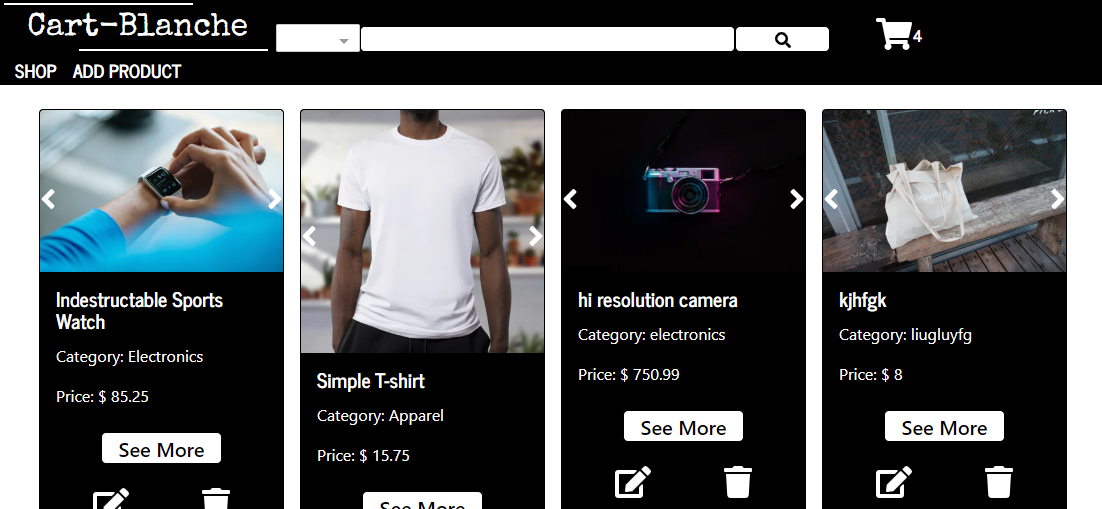 Cart-Blanche
4
SHOP ADD PRODUCT
Indestructable Sports
Watch
Category: Electronics
Price: $ 85.25
See More
Simple T-shirt
Category: Apparel
Price: $ 15.75
See More
hi resolution camera
Category: electronics
Price: $ 750.99
See More
kjhfgk
Category: liugluyfg
Price: $ 8
See More